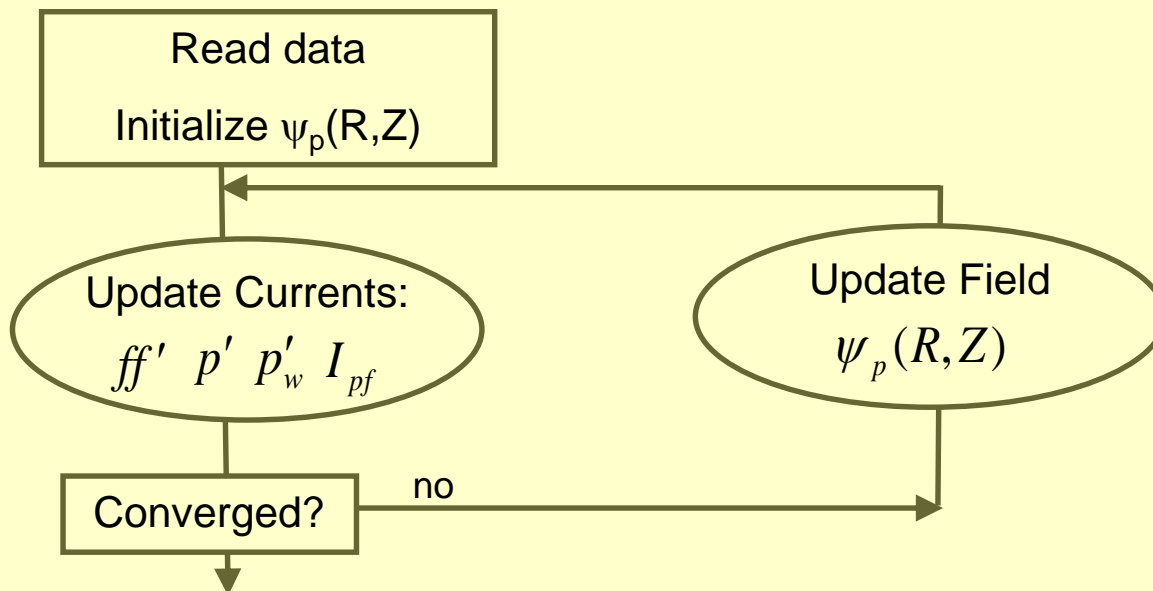 Read data
Initialize ψp(R,Z)
Update Currents:
ff′ p′ p′w Ipf
Update Field
ψp(R,Z)
Converged?
no